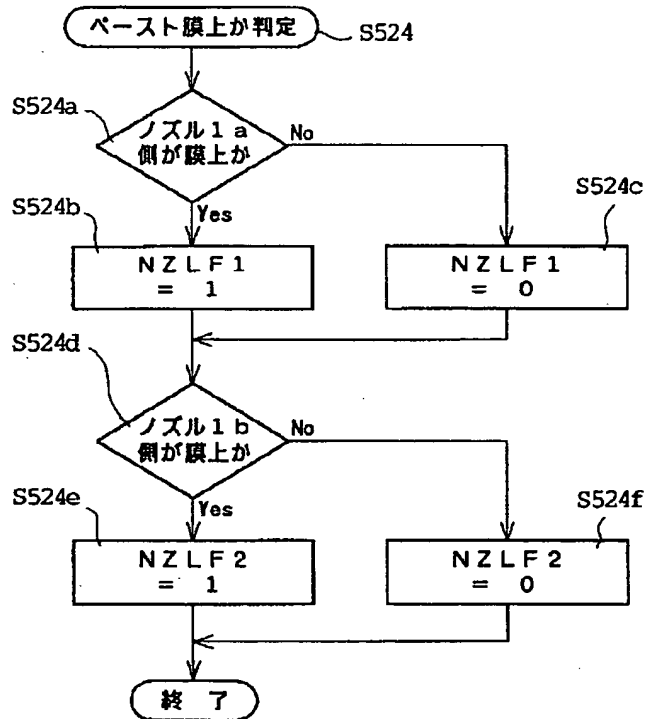 ペースト膜上か判定
S524
S524a
ノズル1a
側が膜上か
No
Yes
S524b
NZLF1
= 1
S524c
NZLF1
= 0
S524d
ノズル1b
側が膜上か
No
Yes
S524e
NZLF2
= 1
S524f
NZLF2
= 0
終 了